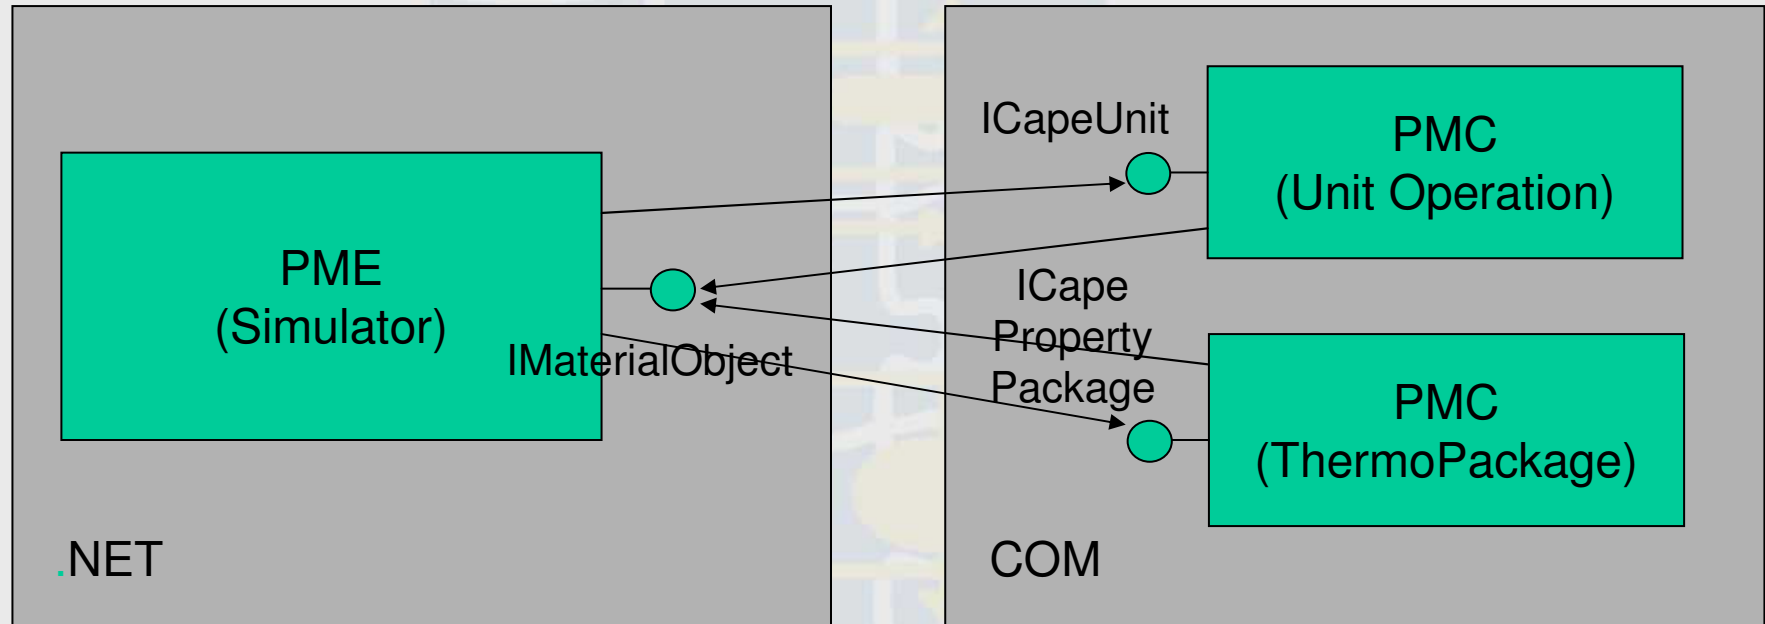 PME
(Simulator)
IMaterialObject
.NET
ICapeUnit
PMC
(Unit Operation)
ICape
Property
Package
PMC
(ThermoPackage)
COM